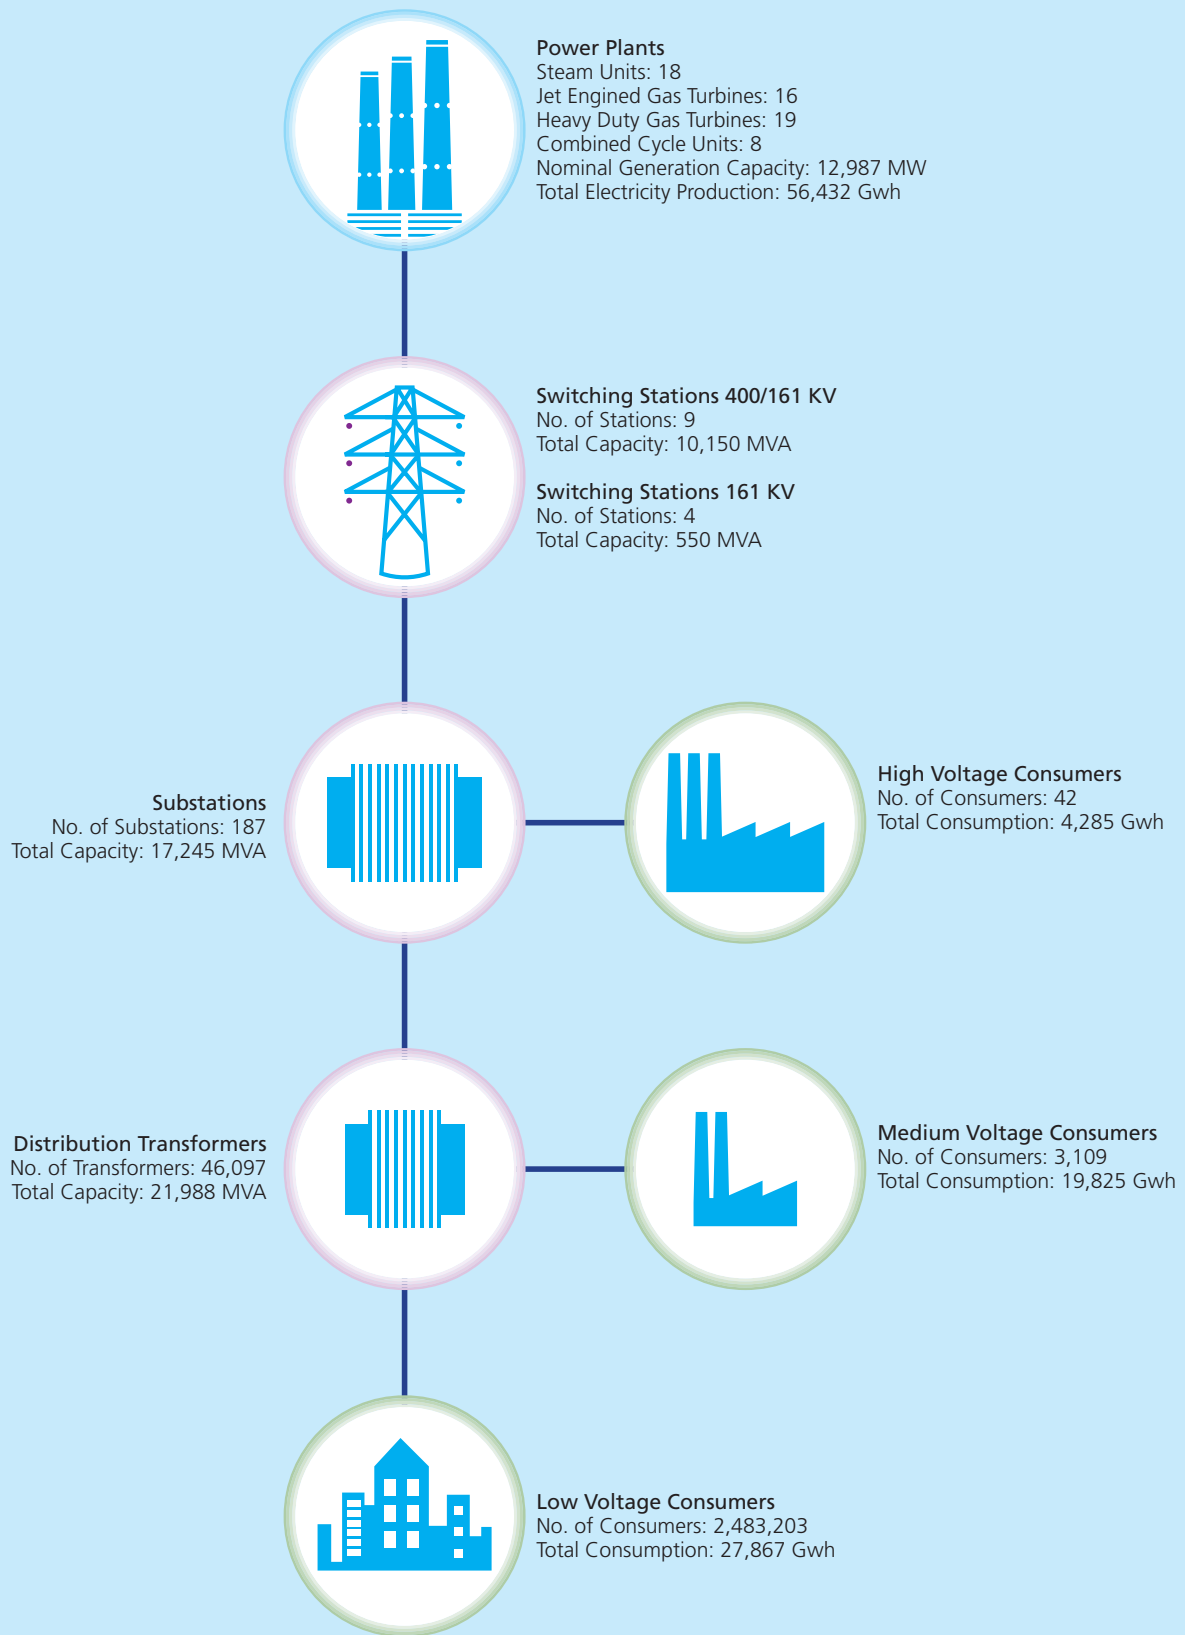 Power Plants
Steam Units: 18
Jet Engined Gas Turbines: 16
Heavy Duty Gas Turbines: 19
Combined Cycle Units: 8
Nominal Generation Capacity: 12,987 MW
Total Electricity Production: 56,432 Gwh
Switching Stations 400/161 KV
No. of Stations: 9
Total Capacity: 10,150 MVA
Switching Stations 161 KV
No. of Stations: 4
Total Capacity: 550 MVA
Substations
No. of Substations: 187
Total Capacity: 17,245 MVA
High Voltage Consumers
No. of Consumers: 42
Total Consumption: 4,285 Gwh
Distribution Transformers
No. of Transformers: 46,097
Total Capacity: 21,988 MVA
Medium Voltage Consumers
No. of Consumers: 3,109
Total Consumption: 19,825 Gwh
Low Voltage Consumers
No. of Consumers: 2,483,203
Total Consumption: 27,867 Gwh